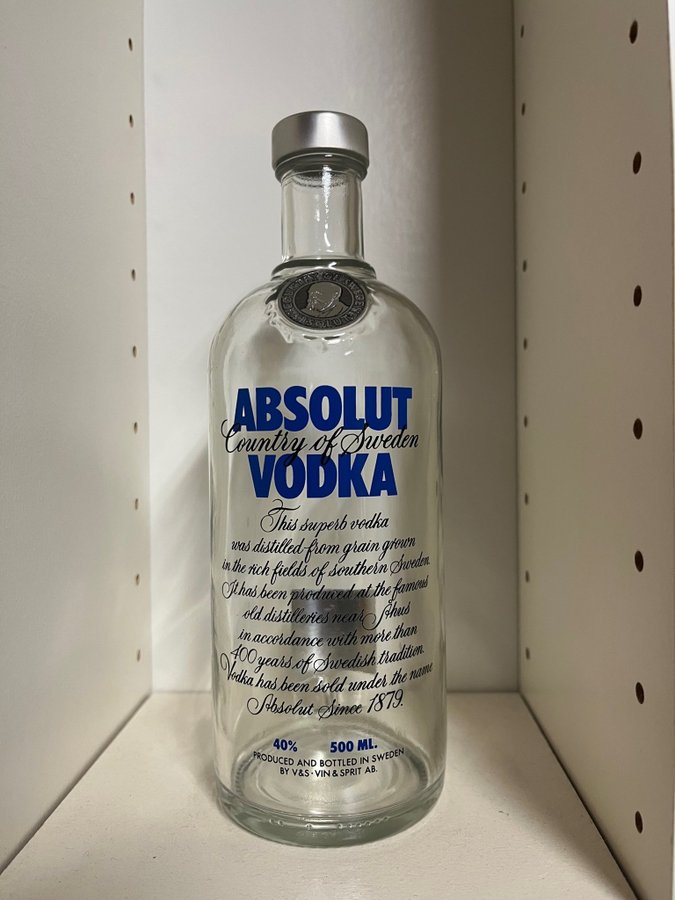 ABSOLUT
Country of Sweden
VODKA
This superb vodka
was distilled from grain grown
in the rich fields of southern Sweden.
It has been produced at the famous
old distilleries near Åhus
in accordance with more than
400 years of Swedish tradition.
Vodka has been sold under the name
Absolut Since 1879.
40% 500 ML.
PRODUCED AND BOTTLED IN SWEDEN
BY V&S • VIN & SPRIT AB.